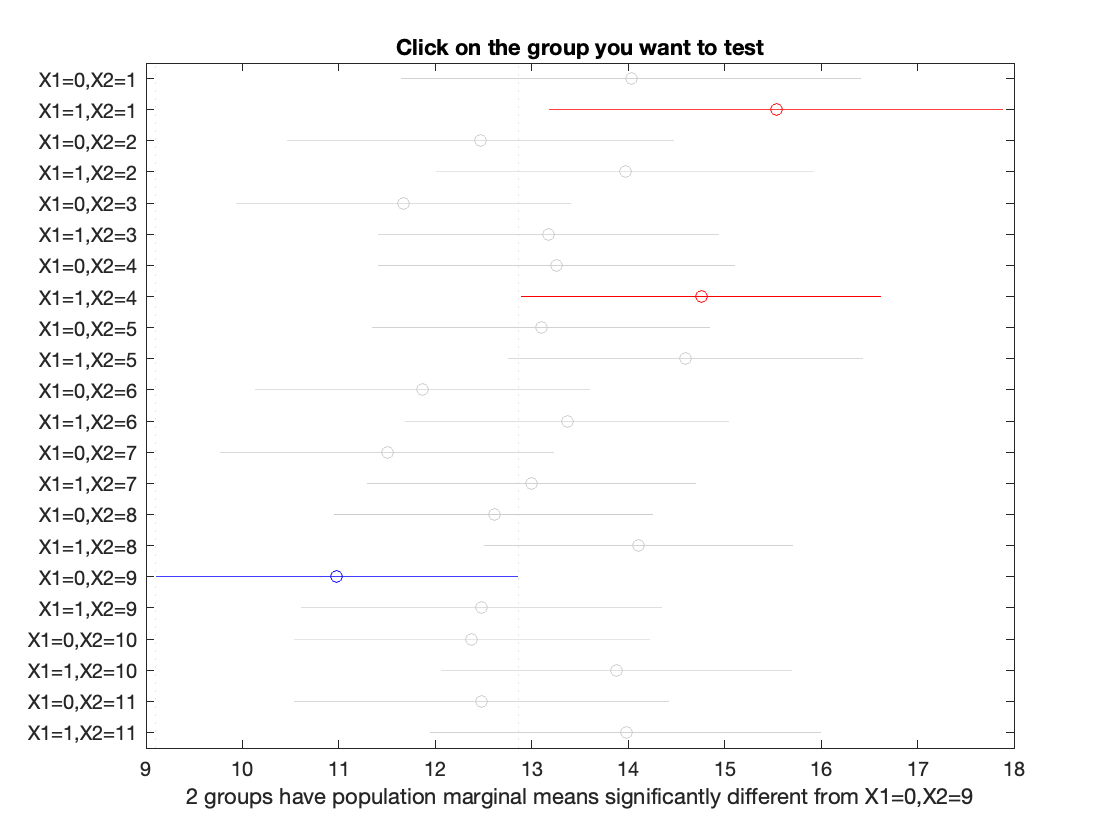 Click on the group you want to test
X1=0,X2=1
X1=1,X2=1
X1=0,X2=2
X1=1,X2=2
X1=0,X2=3
X1=1,X2=3
X1=0,X2=4
X1=1,X2=4
X1=0,X2=5
X1=1,X2=5
X1=0,X2=6
X1=1,X2=6
X1=0,X2=7
X1=1,X2=7
X1=0,X2=8
X1=1,X2=8
X1=0,X2=9
X1=1,X2=9
X1=0,X2=10
X1=1,X2=10
X1=0,X2=11
X1=1,X2=11
9 10 11 12 13 14 15 16 17 18
2 groups have population marginal means significantly different from X1=0,X2=9